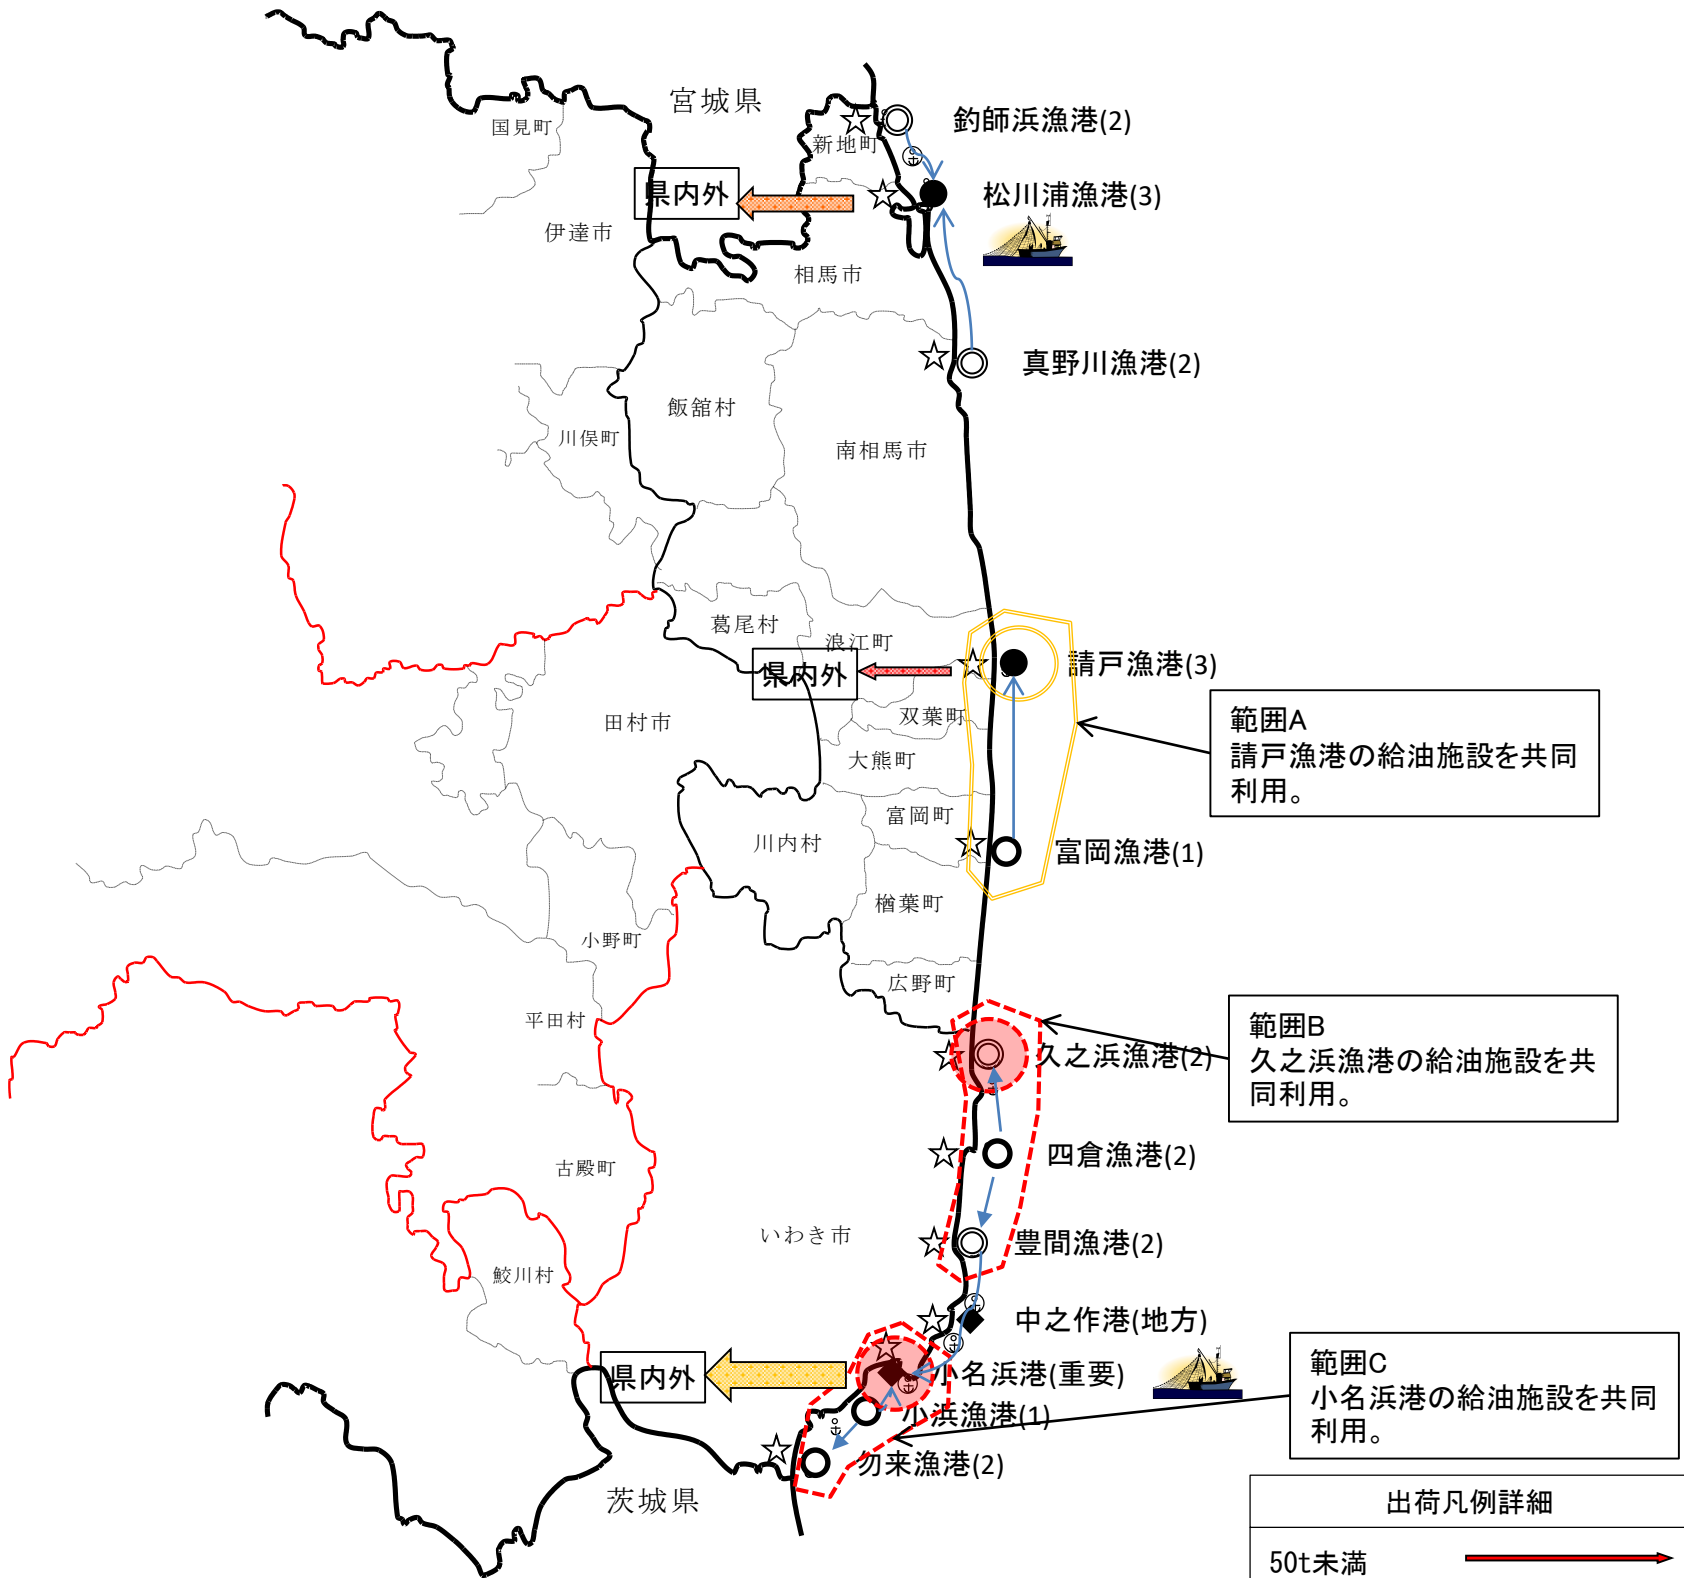 宮城県
釣師浜漁港(2)
国見町
新地町
県内外
松川浦漁港(3)
伊達市
相馬市
真野川漁港(2)
飯舘村
川俣町
南相馬市
葛尾村
浪江町
県内外
請戸漁港(3)
田村市
双葉町
範囲A
請戸漁港の給油施設を共同
利用。
大熊町
富岡町
川内村
富岡漁港(1)
楢葉町
小野町
広野町
平田村
範囲B
久之浜漁港の給油施設を共
同利用。
久之浜漁港(2)
四倉漁港(2)
古殿町
いわき市
豊間漁港(2)
鮫川村
中之作港(地方)
県内外
小名浜港(重要)
範囲C
小名浜港の給油施設を共同
利用。
小浜漁港(1)
勿来漁港(2)
茨城県
出荷凡例詳細
50t未満